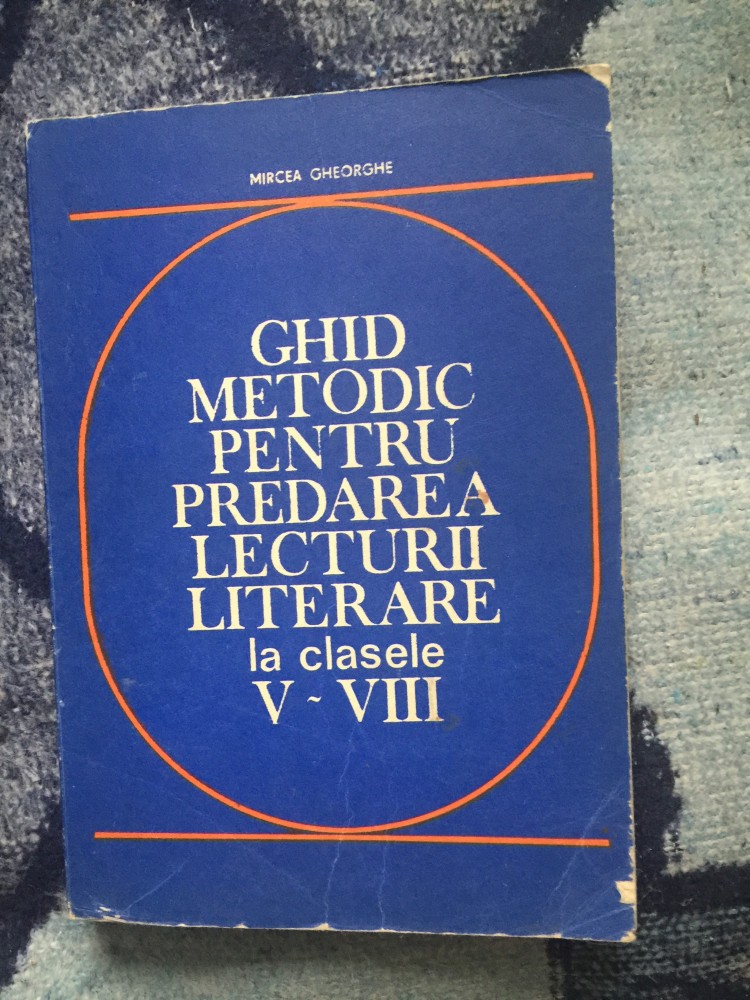 MIRCEA GHEORGHE
GHID
METODIC
PENTRU
PREDAREA
LECTURII
LITERARE
la clasele
V ~ VIII